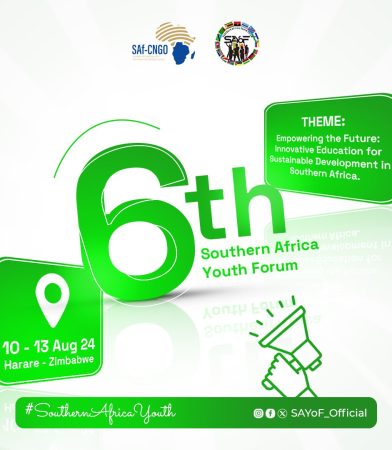 SAf-CNGO
SAYoF
THEME:
Empowering the Future:
Innovative Education for
Sustainable Development in
Southern Africa.
6th
Southern Africa
Youth Forum
10 - 13 Aug 24
Harare - Zimbabwe
#SouthernAfricaYouth
SAYoF_Official